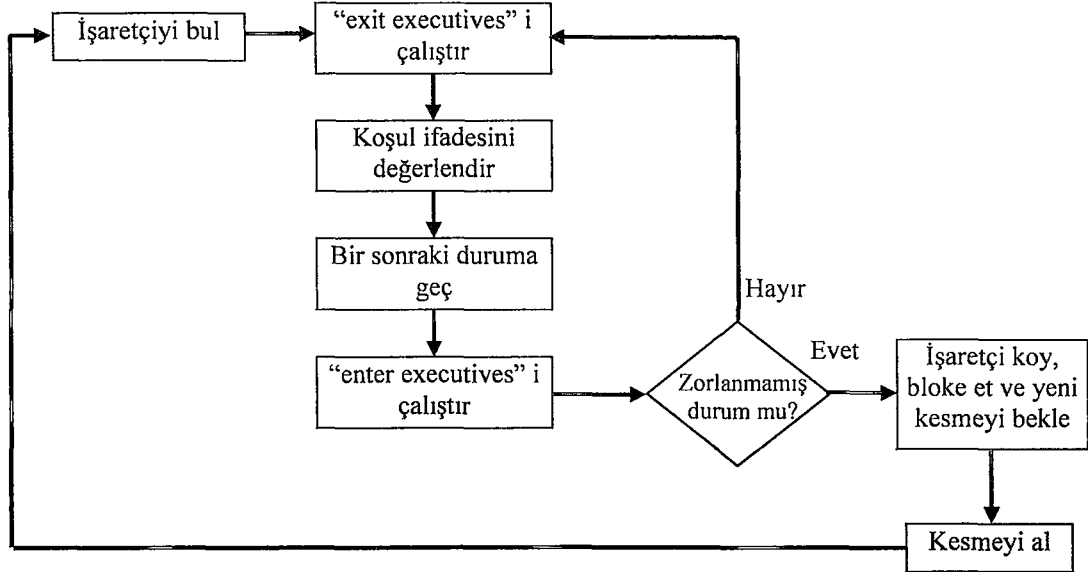 İşaretçiyi bul
“exit executives” i
çalıştır
Koşul ifadesini
değerlendir
Bir sonraki duruma
geç
“enter executives” i
çalıştır
Hayır
Zorlanmamış
durum mu?
Evet
İşaretçi koy,
bloke et ve yeni
kesmeyi bekle
Kesmeyi al